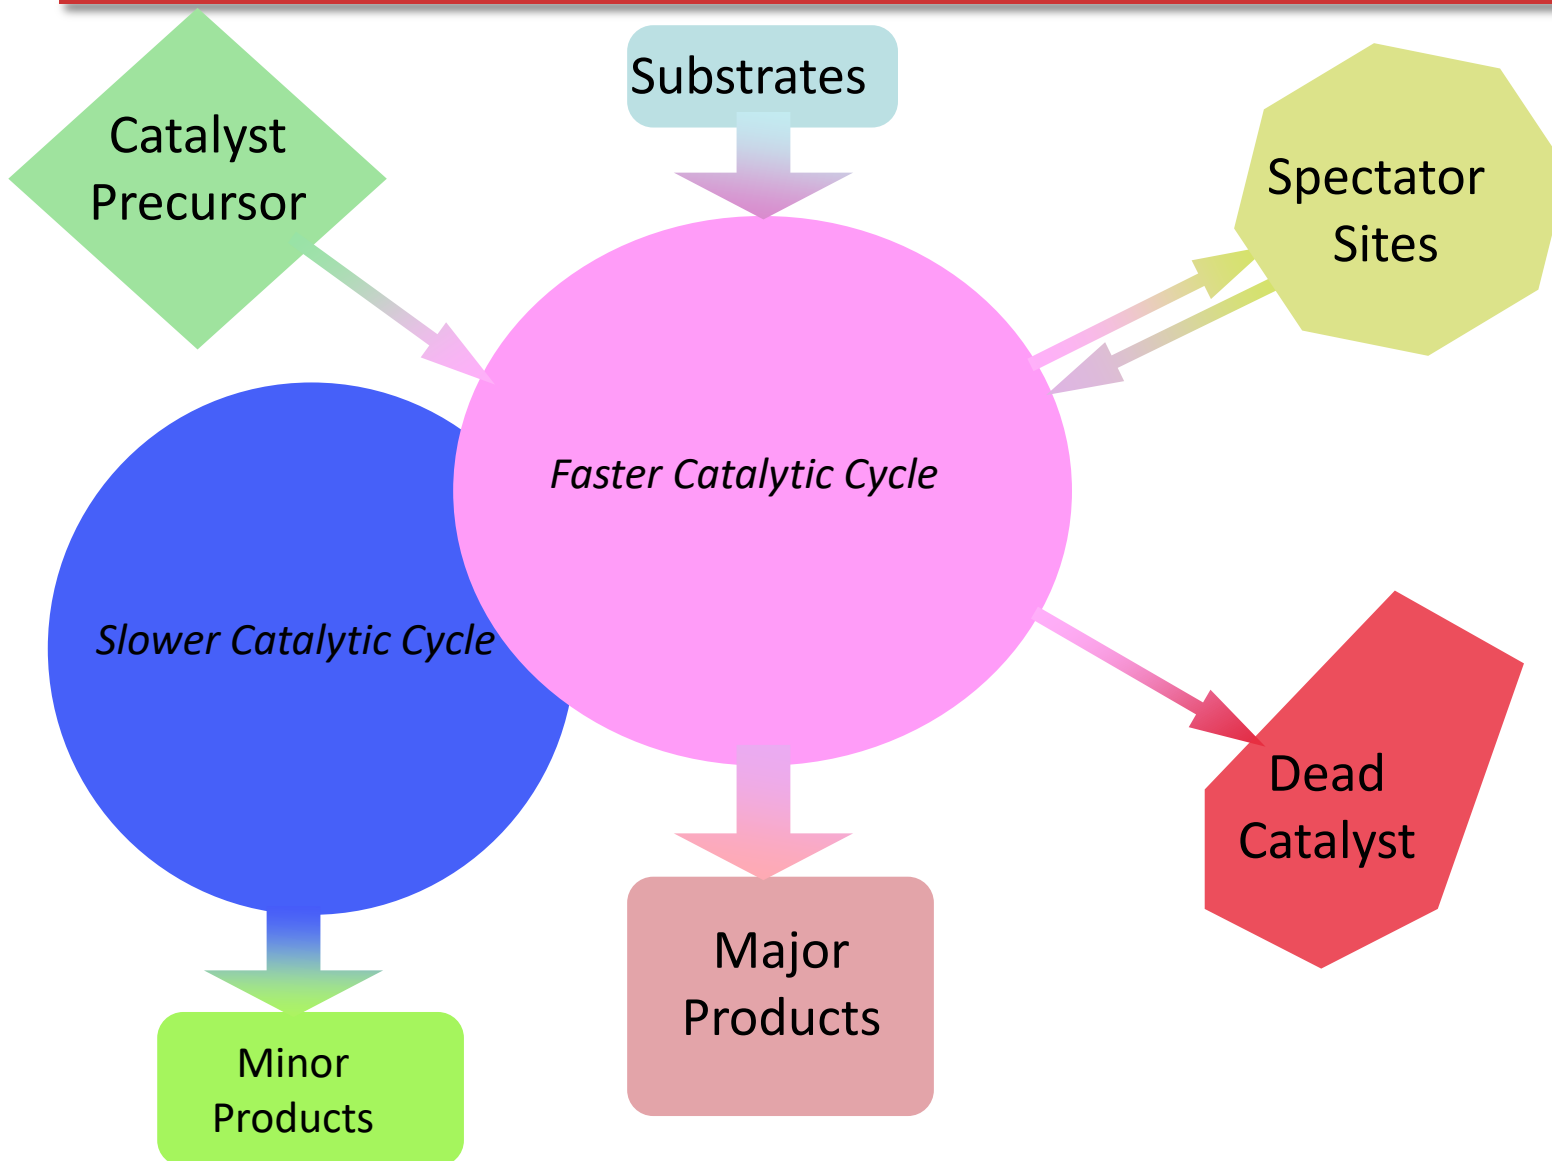 Catalyst
Precursor
Substrates
Spectator
Sites
Faster Catalytic Cycle
Slower Catalytic Cycle
Dead
Catalyst
Major
Products
Minor
Products